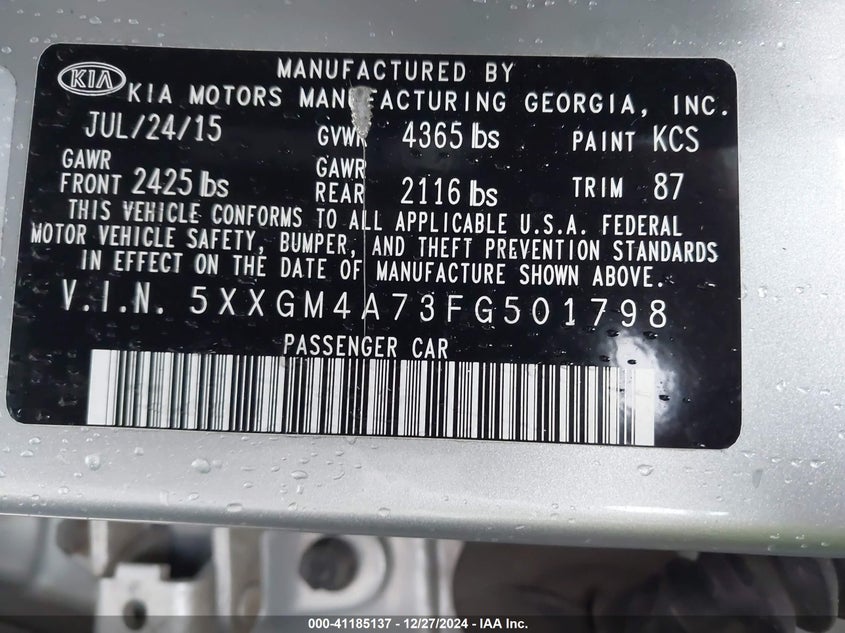 KIA
MANUFACTURED BY
KIA MOTORS MANUFACTURING GEORGIA, INC.
JUL/24/15 GVWR 4365 lbs PAINT KCS
GAWR FRONT 2425 lbs GAWR REAR 2116 lbs TRIM 87
THIS VEHICLE CONFORMS TO ALL APPLICABLE U.S.A. FEDERAL
MOTOR VEHICLE SAFETY, BUMPER, AND THEFT PREVENTION STANDARDS
IN EFFECT ON THE DATE OF MANUFACTURE SHOWN ABOVE.
V.I.N. 5XXGM4A73FG501798
PASSENGER CAR
000-41185137 - 12/27/2024 - IAA Inc.